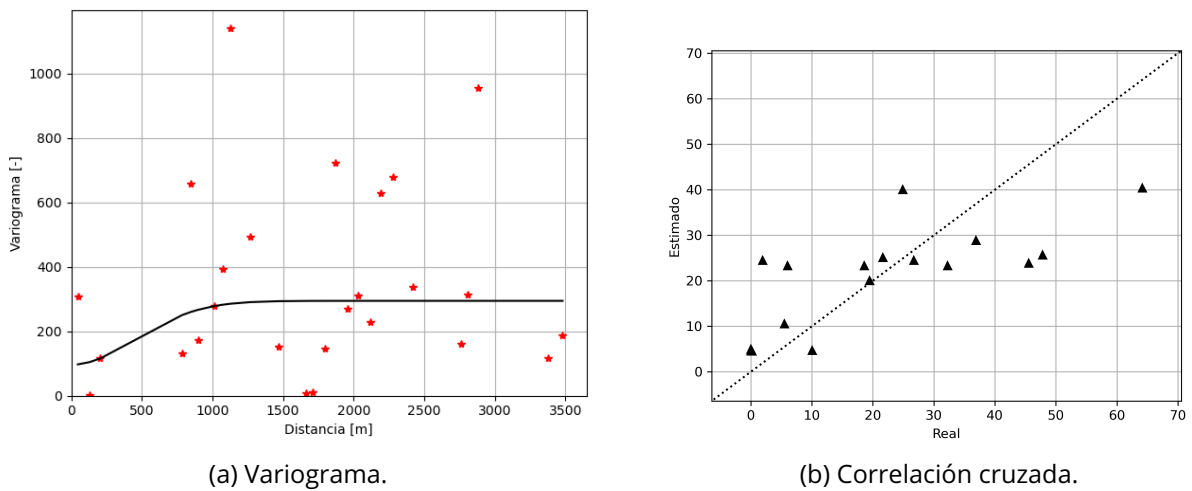 1000
800
600
400
200
0
Variograma [-]
0 500 1000 1500 2000 2500 3000 3500
Distancia [m]
(a) Variograma.
70
60
50
40
30
20
10
0
Estimado
0 10 20 30 40 50 60 70
Real
(b) Correlación cruzada.